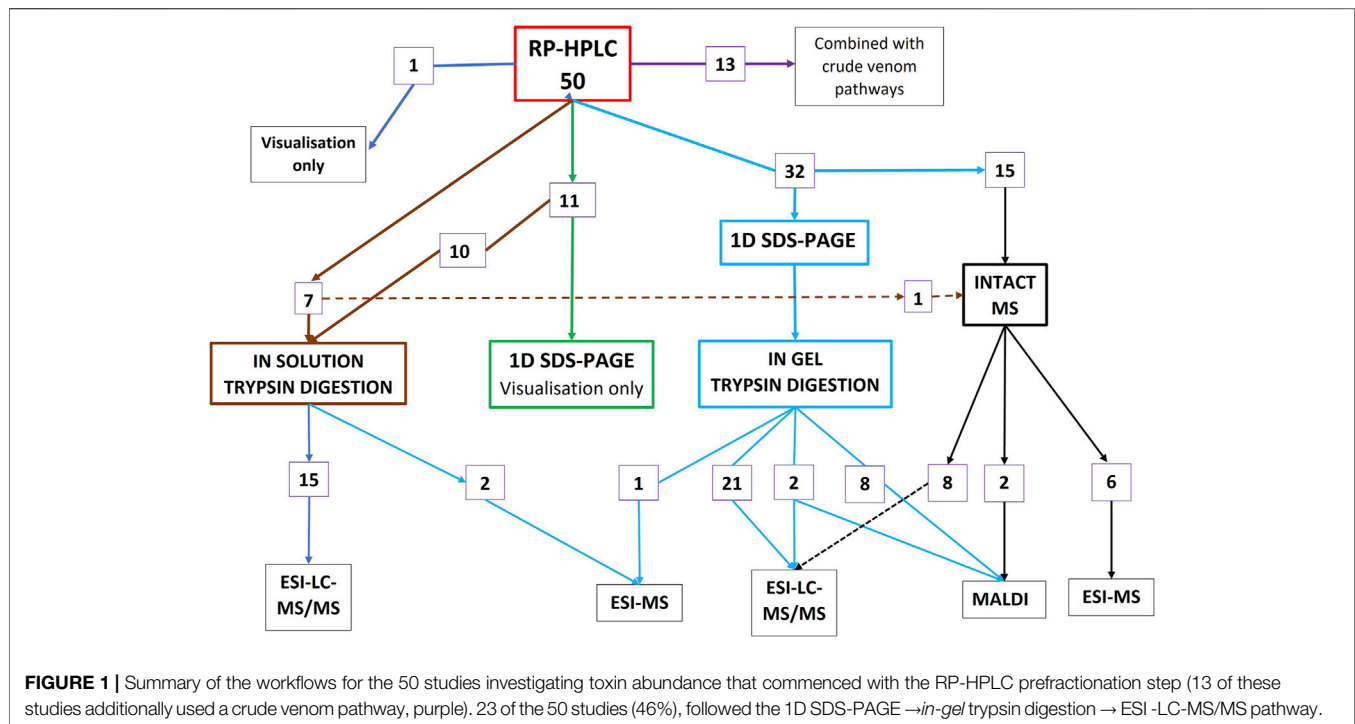 RP-HPLC
50
1
13
Combined with
crude venom
pathways
Visualisation
only
32
15
11
10
1D SDS-PAGE
7
1
INTACT
MS
IN SOLUTION
TRYPSIN DIGESTION
1D SDS-PAGE
Visualisation only
IN GEL
TRYPSIN DIGESTION
15
2
1
21
2
8
8
2
6
ESI-LC-
MS/MS
ESI-MS
ESI-LC-
MS/MS
MALDI
ESI-MS
FIGURE 1 | Summary of the workflows for the 50 studies investigating toxin abundance that commenced with the RP-HPLC prefractionation step (13 of these
studies additionally used a crude venom pathway, purple). 23 of the 50 studies (46%), followed the 1D SDS-PAGE →in-gel trypsin digestion → ESI -LC-MS/MS pathway.